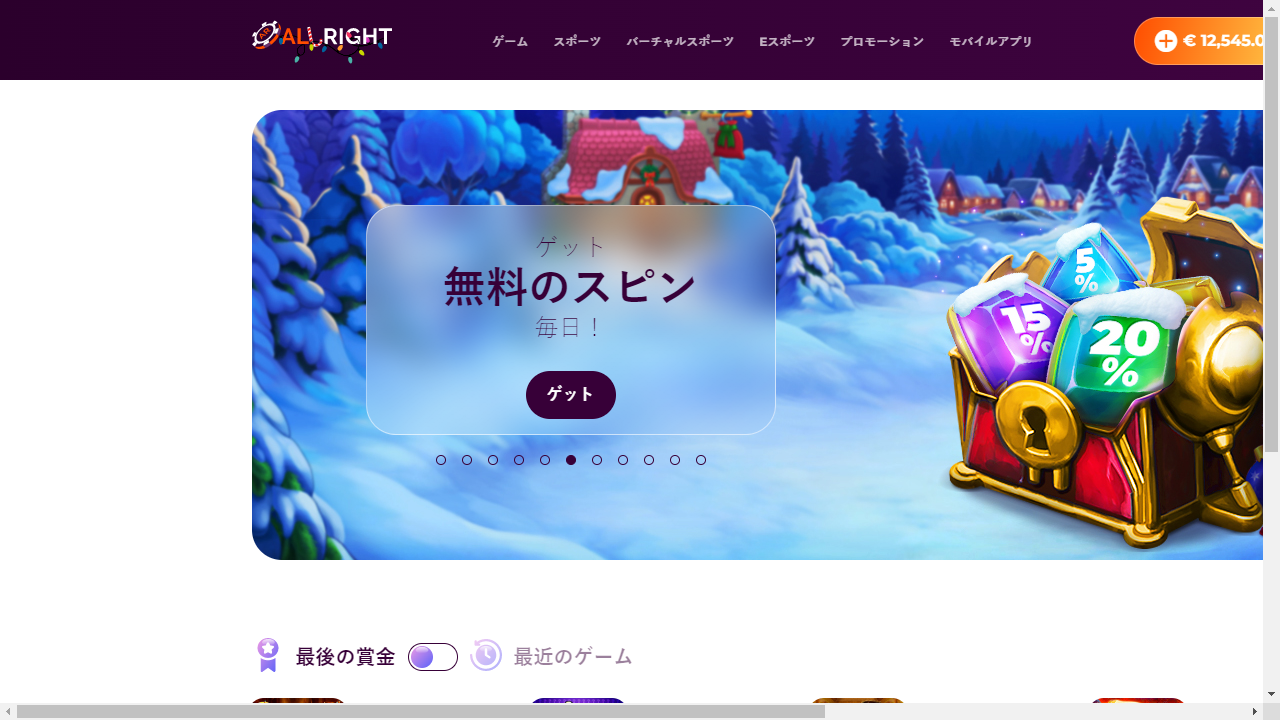 ALLRIGHT
ゲーム スポーツ バーチャルスポーツ Eスポーツ プロモーション モバイルアプリ
€ 12,545.0
ゲット
無料のスピン
毎日！
ゲット
5%
15%
20%
最後の賞金
最近のゲーム